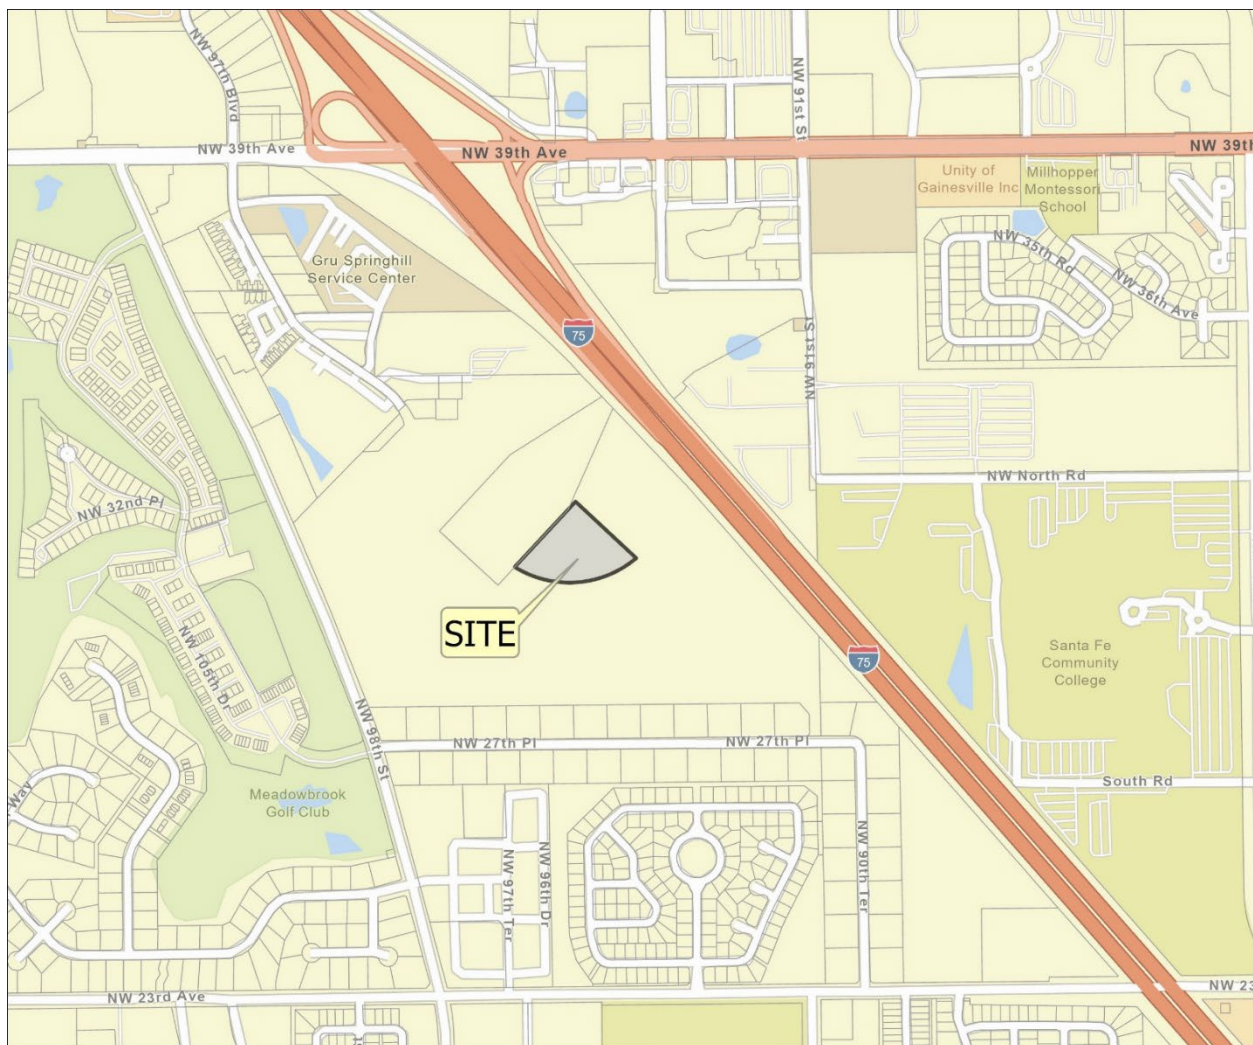 NW 97th Blvd
NW 91st St
NW 39th Ave
NW 39th Ave
NW 39th
Unity of
Gainesville Inc
Millhopper
Montessori
School
NW 35th Rd
NW 36th Ave
Gru Springhill
Service Center
75
NW 91st St
NW North Rd
NW 32nd Pl
SITE
75
Santa Fe
Community
College
NW 105th Dr
NW 98th St
NW 27th Pl
NW 27th Pl
South Rd
Way
Meadowbrook
Golf Club
NW 97th Ter
NW 96th Dr
NW 90th Ter
NW 23rd Ave
NW 23